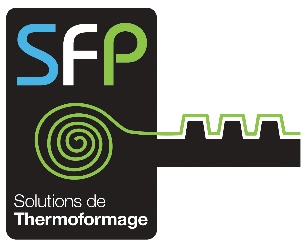 SFP
Solutions de
Thermoformage